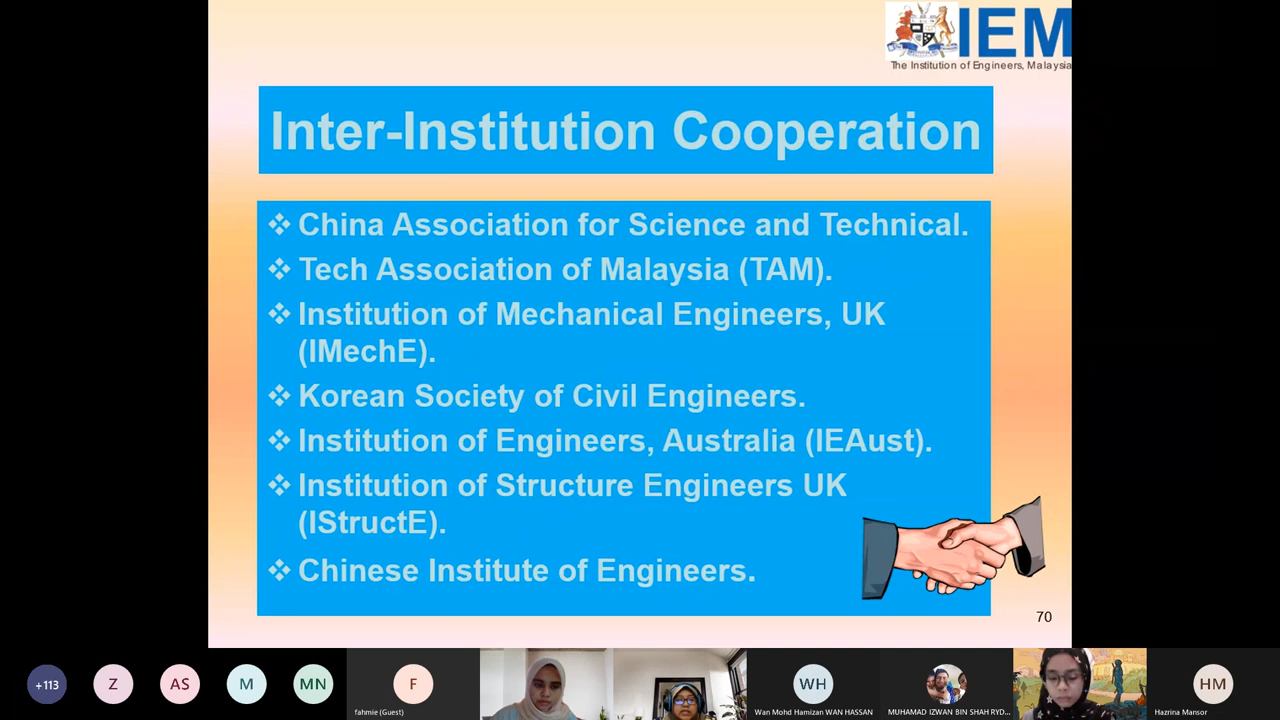 IEM
The Institution of Engineers, Malaysia
Inter-Institution Cooperation
❖ China Association for Science and Technical.
❖ Tech Association of Malaysia (TAM).
❖ Institution of Mechanical Engineers, UK
(IMechE).
❖ Korean Society of Civil Engineers.
❖ Institution of Engineers, Australia (IEAust).
❖ Institution of Structure Engineers UK
(IStructE).
❖ Chinese Institute of Engineers.
70
+113
Z
AS
M
MN
F
WH
HM
fahmie (Guest)
Wan Mohd Hamizan WAN HASSAN
MUHAMAD IZWAN BIN SHAH RYD...
Hazrina Mansor